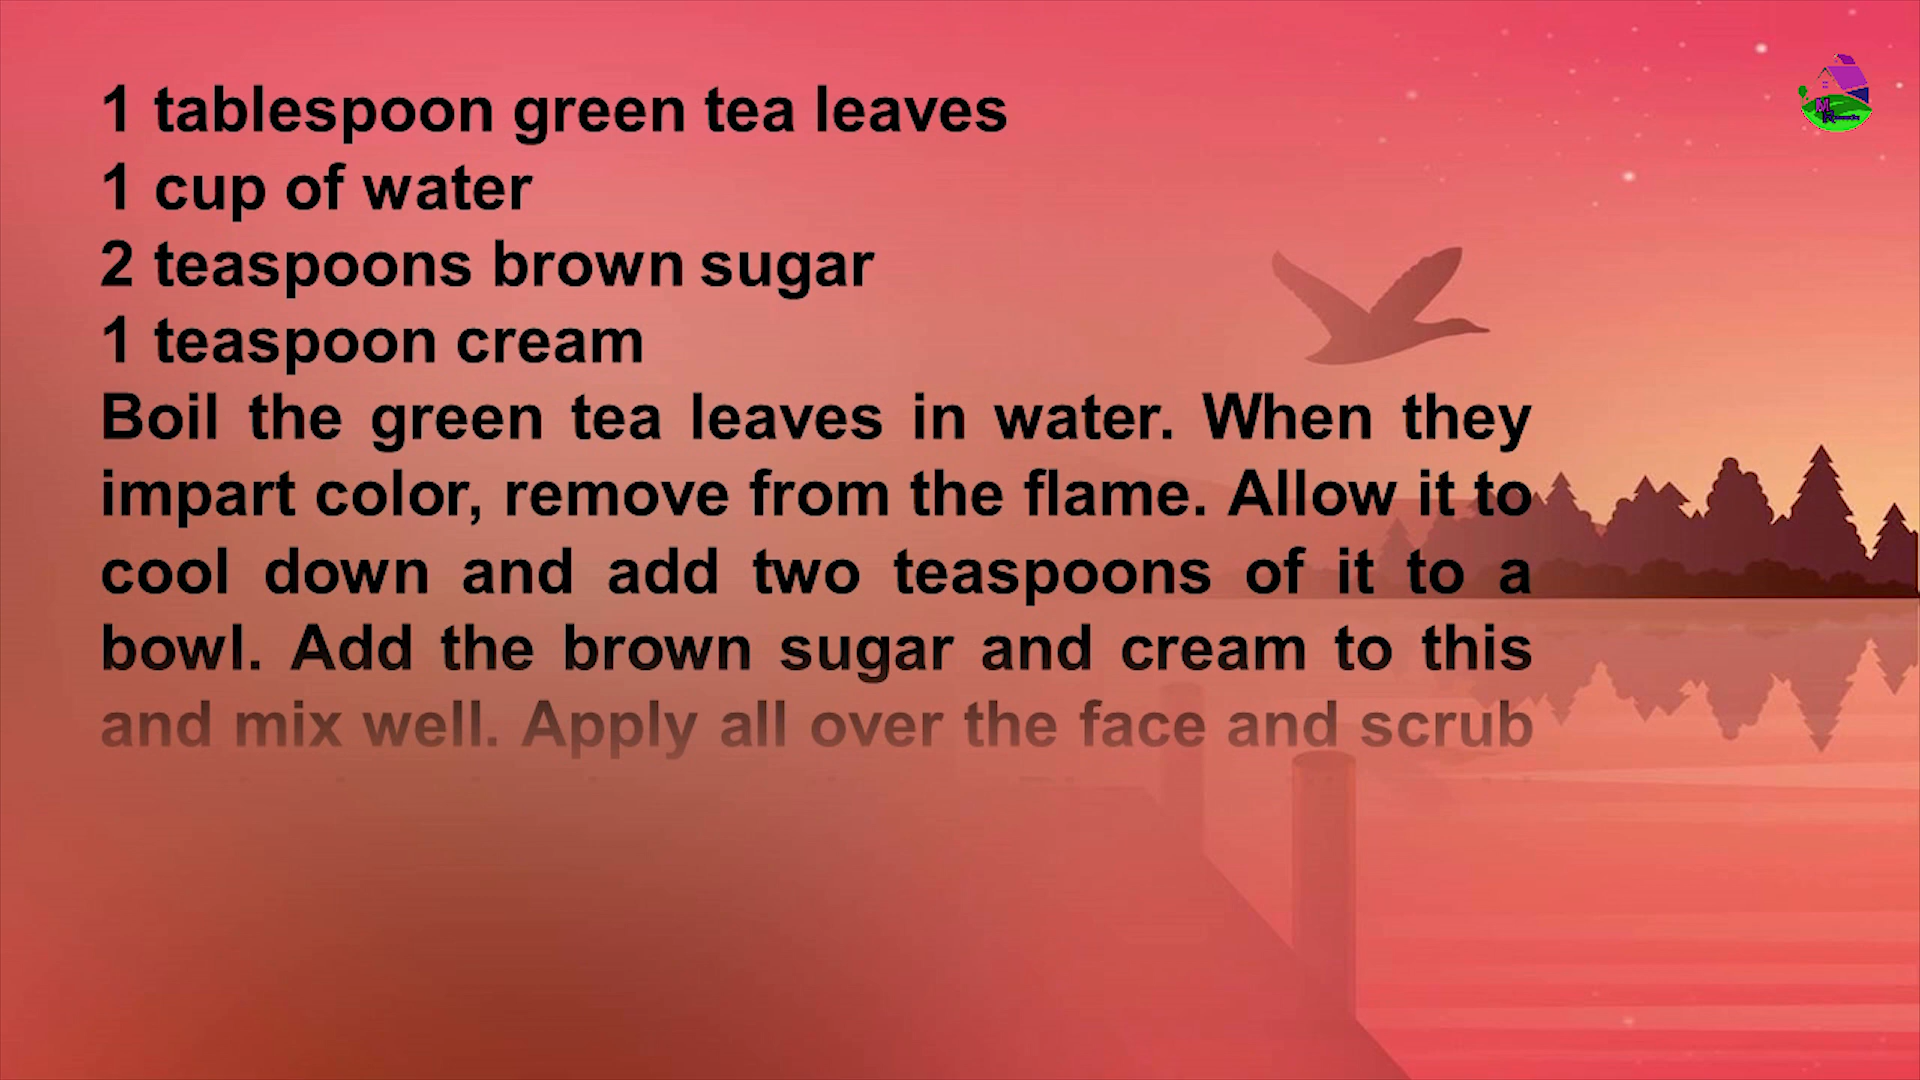 1 tablespoon green tea leaves
1 cup of water
2 teaspoons brown sugar
1 teaspoon cream
Boil the green tea leaves in water. When they
impart color, remove from the flame. Allow it to
cool down and add two teaspoons of it to a
bowl. Add the brown sugar and cream to this
and mix well. Apply all over the face and scrub